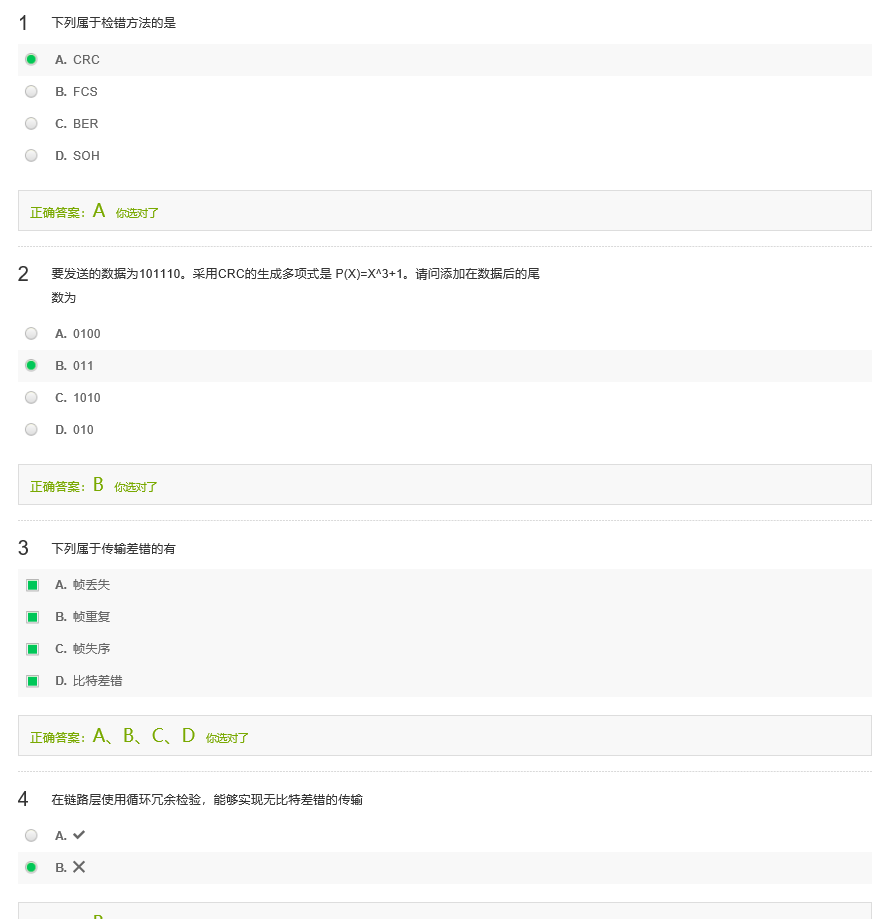 1 下列属于检错方法的是
A. CRC
B. FCS
C. BER
D. SOH
正确答案：A 你选对了
2 要发送的数据为101110。采用CRC的生成多项式是 P(X)=X^3+1。请问添加在数据后的尾
数为
A. 0100
B. 011
C. 1010
D. 010
正确答案：B 你选对了
3 下列属于传输差错的有
A. 帧丢失
B. 帧重复
C. 帧失序
D. 比特差错
正确答案：A、B、C、D 你选对了
4 在链路层使用循环冗余检验，能够实现无比特差错的传输
A. ✓
B. ✕